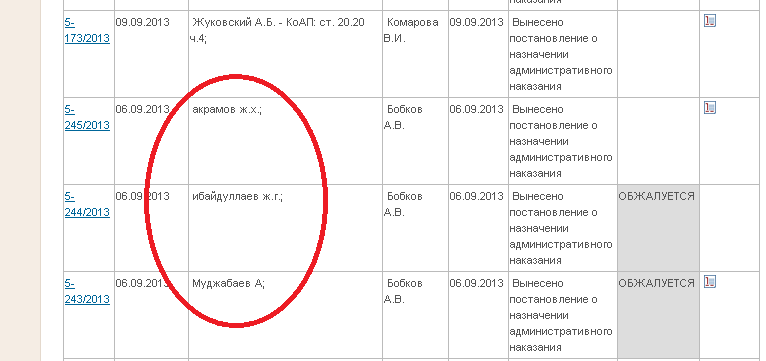 наказания
5-173/2013 09.09.2013 Жуковский А.Б. - КоАП: ст. 20.20 ч.4; Комарова В.И. 09.09.2013 Вынесено
постановление о
назначении
административного
наказания
5-245/2013 06.09.2013 акрамов ж.х.; Бобков А.В. 06.09.2013 Вынесено
постановление о
назначении
административного
наказания
5-244/2013 06.09.2013 ибайдуллаев ж.г.; Бобков А.В. 06.09.2013 Вынесено ОБЖАЛУЕТСЯ
постановление о
назначении
административного
наказания
5-243/2013 06.09.2013 Муджабаев А; Бобков А.В. 06.09.2013 Вынесено ОБЖАЛУЕТСЯ
постановление о
назначении
административного
наказания